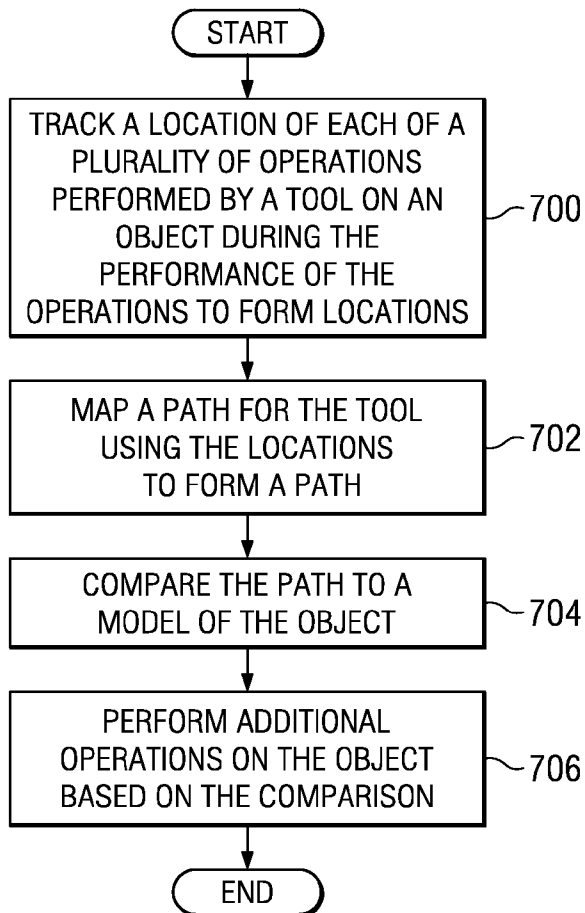 START
TRACK A LOCATION OF EACH OF A
PLURALITY OF OPERATIONS
PERFORMED BY A TOOL ON AN
OBJECT DURING THE
PERFORMANCE OF THE
OPERATIONS TO FORM LOCATIONS
700
MAP A PATH FOR THE TOOL
USING THE LOCATIONS
TO FORM A PATH
702
COMPARE THE PATH TO A
MODEL OF THE OBJECT
704
PERFORM ADDITIONAL
OPERATIONS ON THE OBJECT
BASED ON THE COMPARISON
706
END